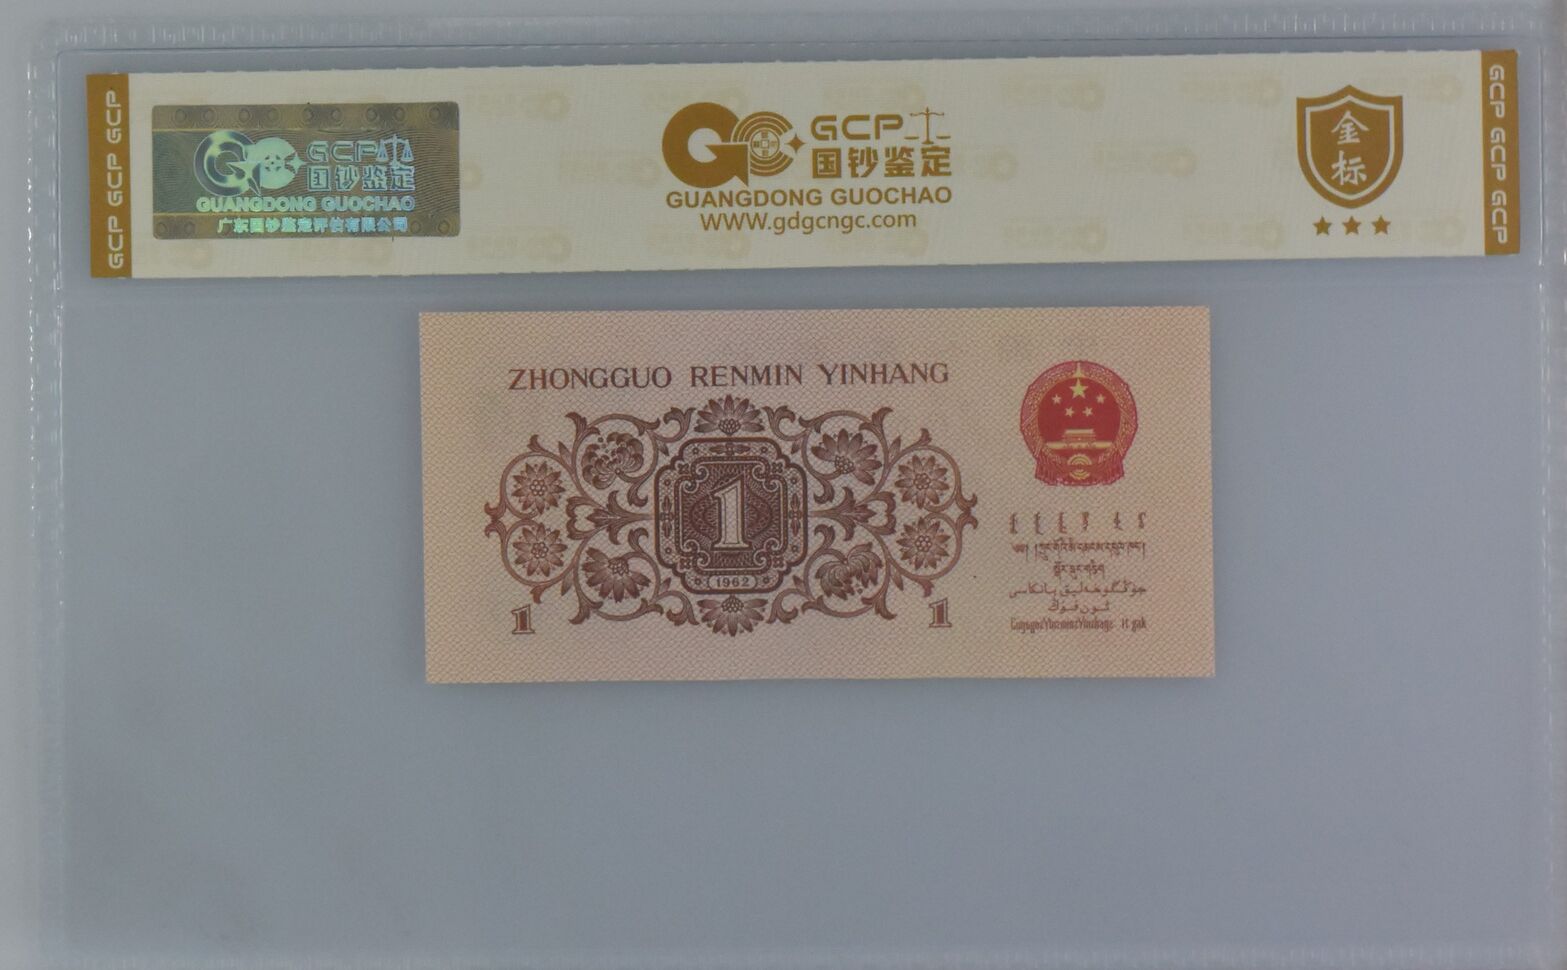 GCP GCP GCP
GCP
国钞鉴定
GUANGDONG GUOCHAO
广东国钞鉴定评估有限公司
GCP
国钞鉴定
GUANGDONG GUOCHAO
WWW.gdgcngc.com
金
标
GCP GCP GCP
ZHONGGUO RENMIN YINHANG
1
(1962)
1
1